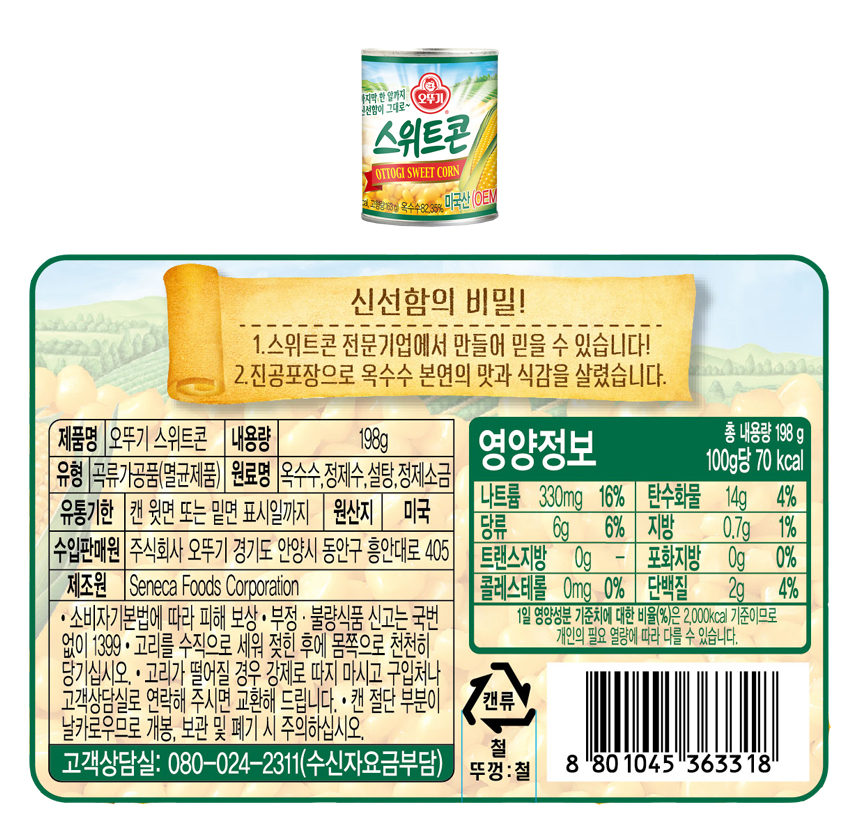 마지막 한 알까지
신선함이 그대로~
오뚜기
스위트콘
OTTOGI SWEET CORN
옥수수82.35% 미국산 (OEM
신선함의 비밀!
1.스위트콘 전문기업에서 만들어 믿을 수 있습니다!
2.진공포장으로 옥수수 본연의 맛과 식감을 살렸습니다.
제품명 오뚜기 스위트콘 내용량 198g
유형 곡류가공품(멸균제품) 원료명 옥수수,정제수,설탕,정제소금
유통기한 캔 윗면 또는 밑면 표시일까지 원산지 미국
수입판매원 주식회사 오뚜기 경기도 안양시 동안구 흥안대로 405
제조원 Seneca Foods Corporation
• 소비자기본법에 따라 피해 보상 • 부정 · 불량식품 신고는 국번
없이 1399 • 고리를 수직으로 세워 젖힌 후에 몸쪽으로 천천히
당기십시오. • 고리가 떨어질 경우 강제로 따지 마시고 구입처나
고객상담실로 연락해 주시면 교환해 드립니다. • 캔 절단 부분이
날카로우므로 개봉, 보관 및 폐기 시 주의하십시오.
고객상담실: 080-024-2311(수신자요금부담)
영양정보
총 내용량 198 g
100g당 70 kcal
나트륨 330mg 16% 탄수화물 14g 4%
당류 6g 6% 지방 0.7g 1%
트랜스지방 0g – 포화지방 0g 0%
콜레스테롤 0mg 0% 단백질 2g 4%
1일 영양성분 기준치에 대한 비율(%)은 2,000kcal 기준이므로
개인의 필요 열량에 따라 다를 수 있습니다.
캔류
철
뚜껑:철
8 801045 363318